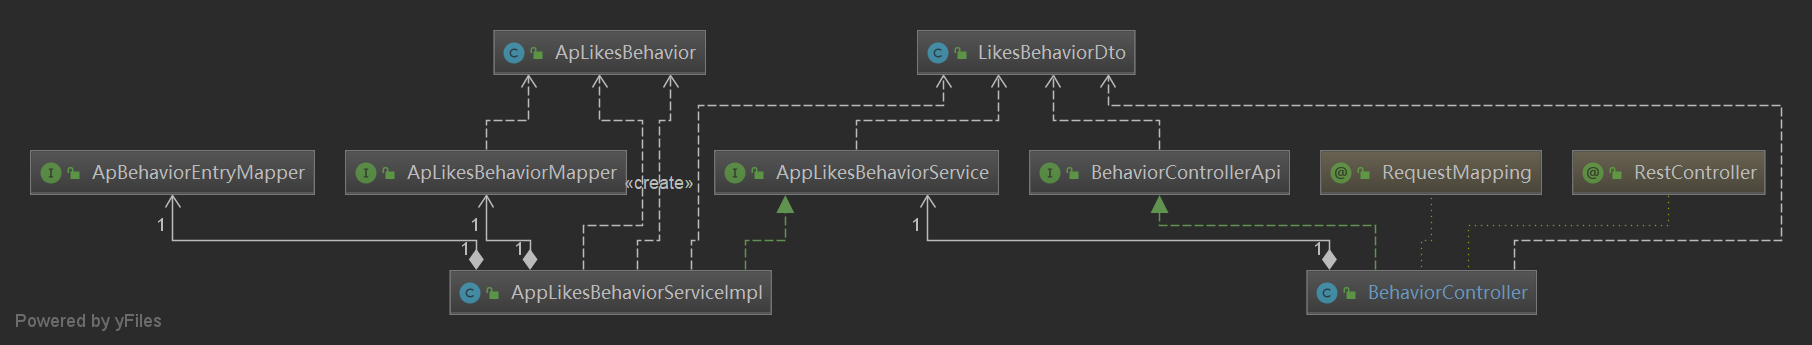 C ApLikesBehavior
C LikesBehaviorDto
I ApBehaviorEntryMapper
I ApLikesBehaviorMapper
«create»
I AppLikesBehaviorService
I BehaviorControllerApi
@ RequestMapping
@ RestController
1
1
1
1
1
1
C AppLikesBehaviorServiceImpl
C BehaviorController
Powered by yFiles